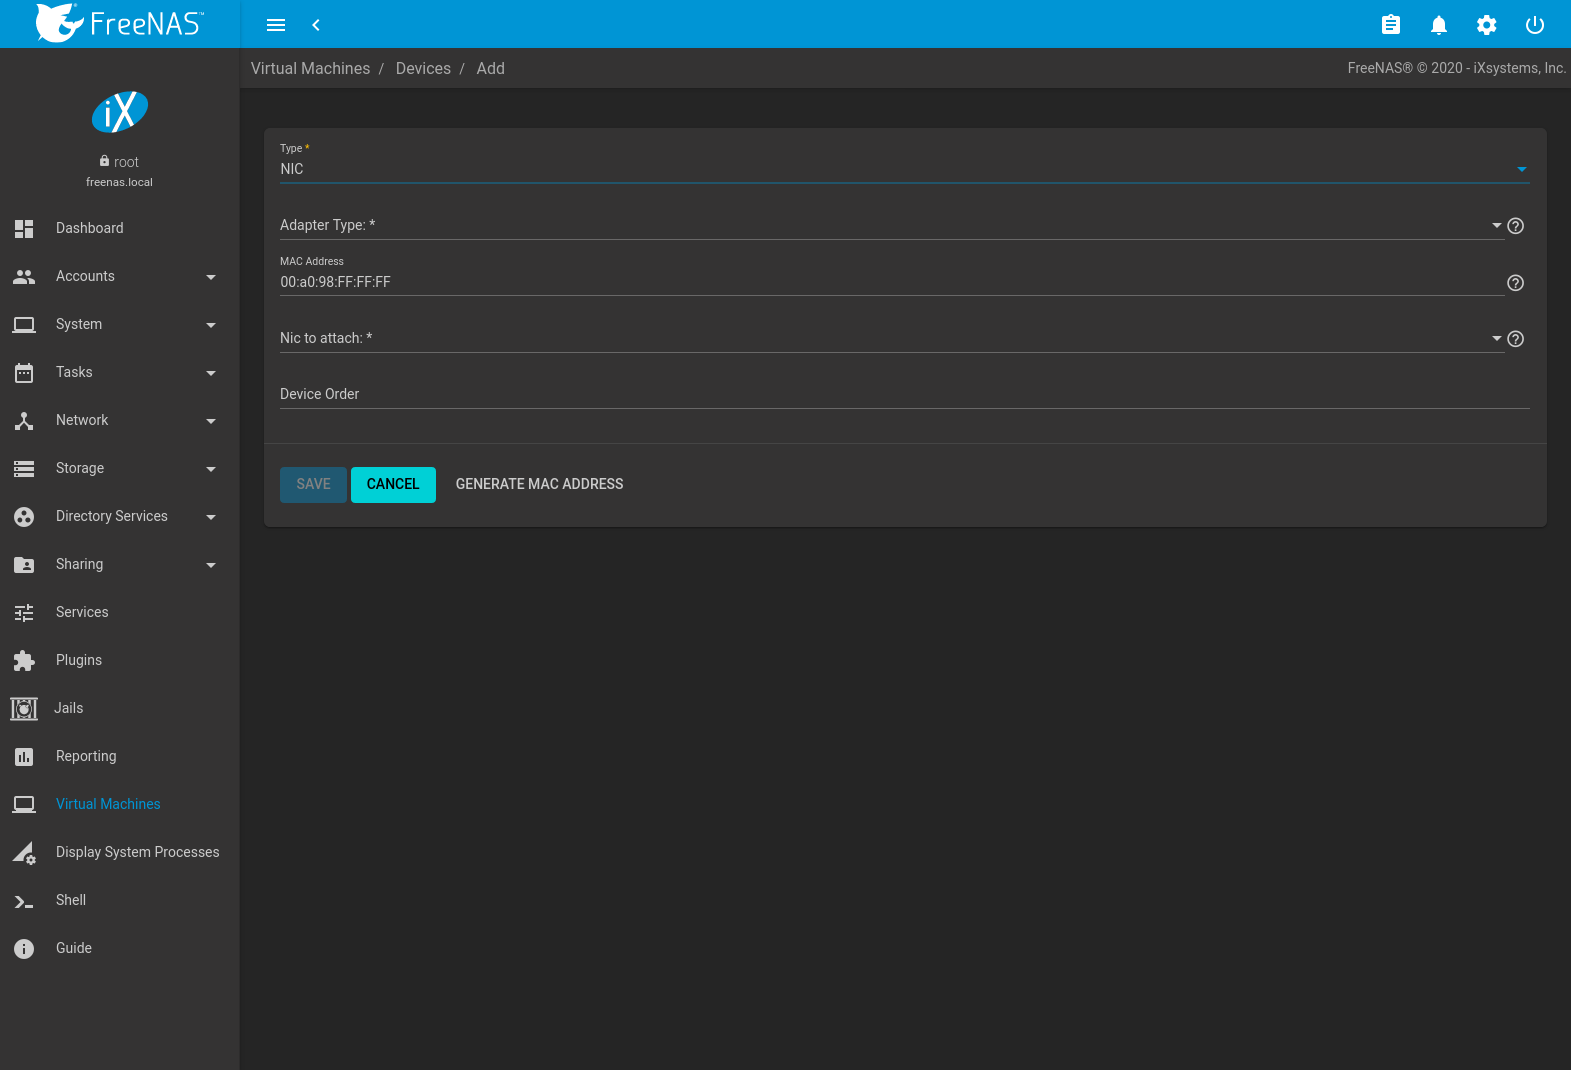 FreeNAS™
Virtual Machines / Devices / Add
FreeNAS® © 2020 - iXsystems, Inc.
iX
root
freenas.local
Dashboard
Accounts
System
Tasks
Network
Storage
Directory Services
Sharing
Services
Plugins
Jails
Reporting
Virtual Machines
Display System Processes
Shell
Guide
Type *
NIC
Adapter Type: *
MAC Address
00:a0:98:FF:FF:FF
Nic to attach: *
Device Order
SAVE CANCEL GENERATE MAC ADDRESS